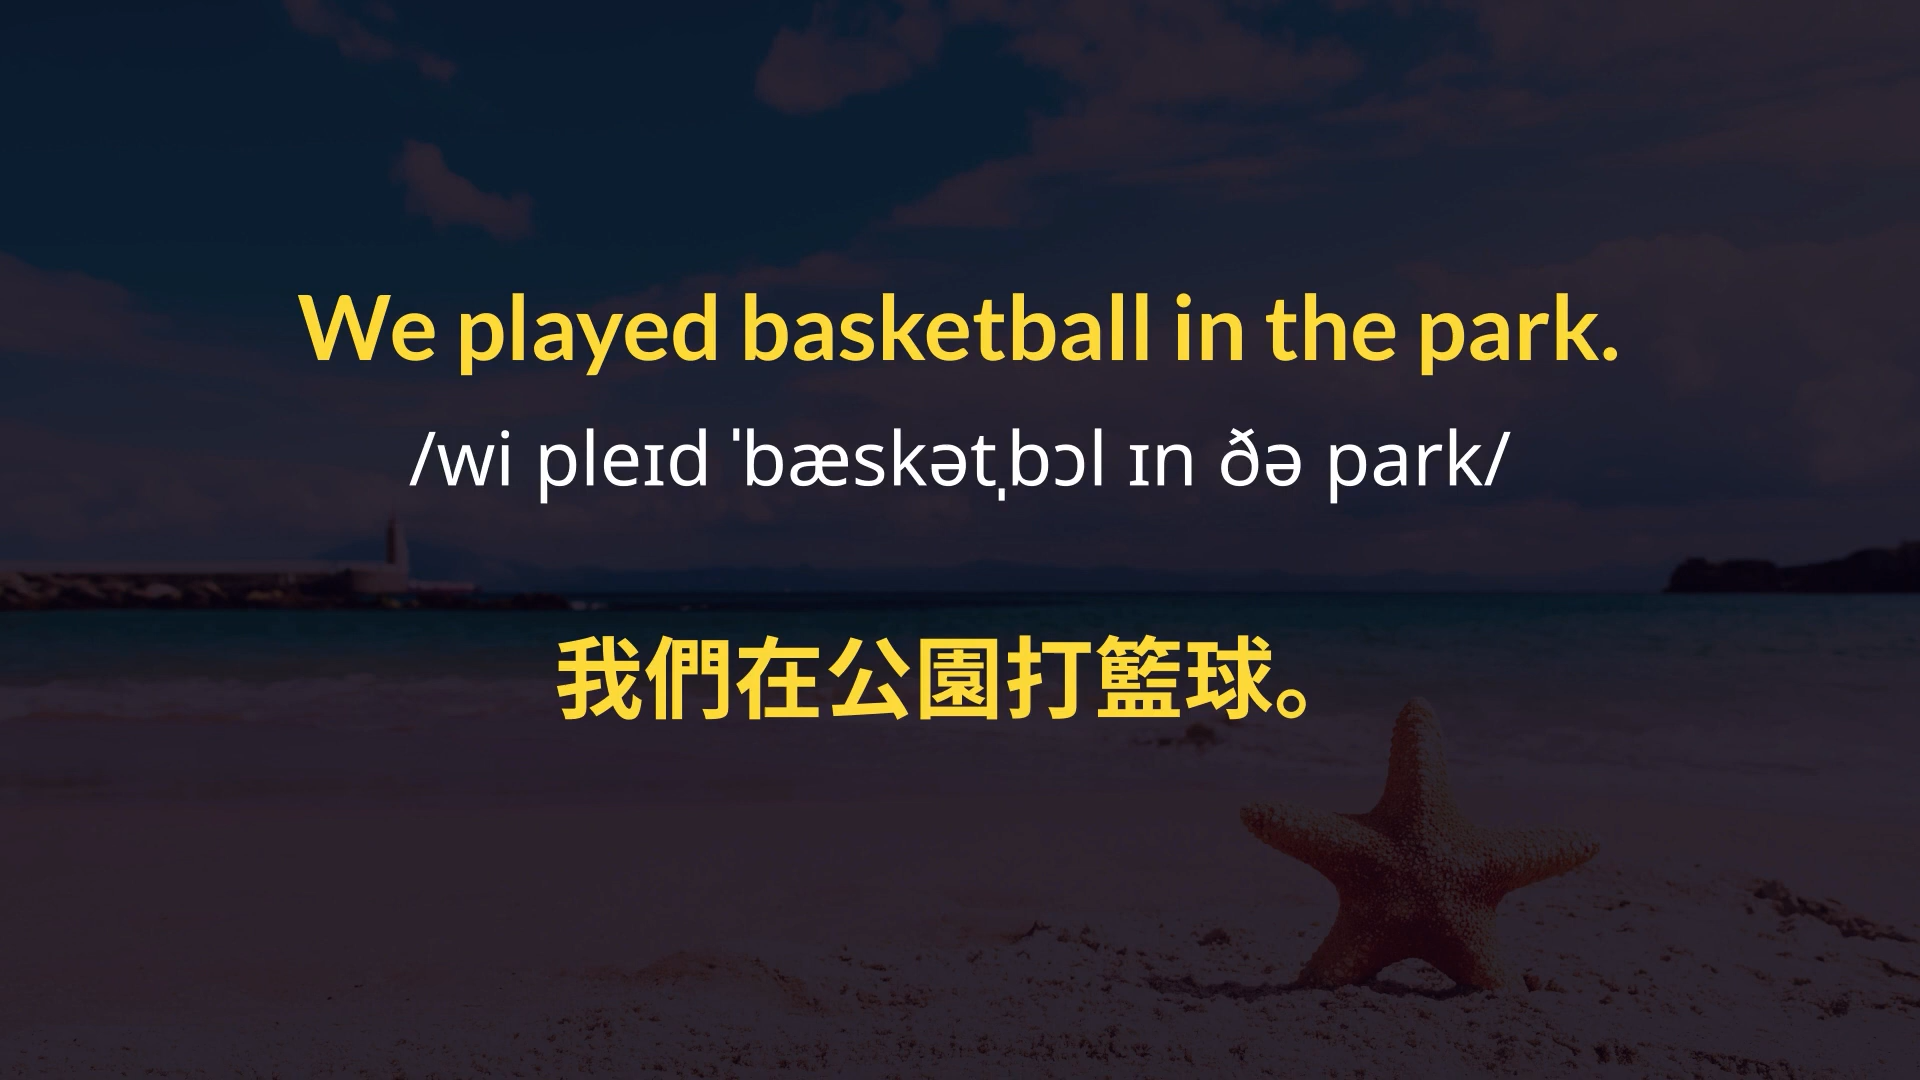 We played basketball in the park.
/wi pleɪd ˈbæskətˌbɔl ɪn ðə park/
我們在公園打籃球。